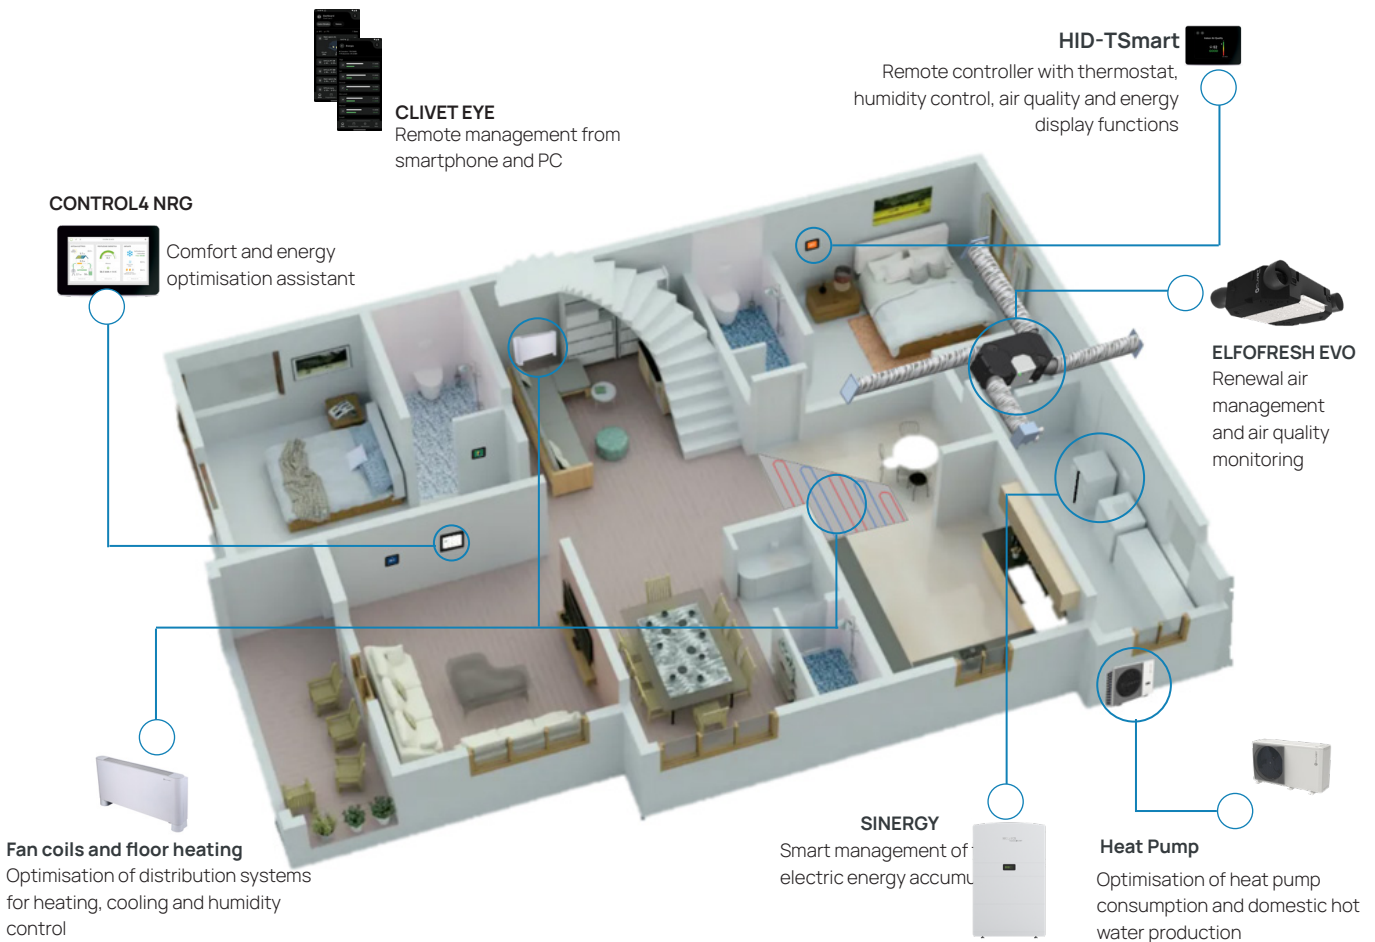 HID-TSmart
Remote controller with thermostat,
humidity control, air quality and energy
display functions
CLIVET EYE
Remote management from
smartphone and PC
CONTROL4 NRG
Comfort and energy
optimisation assistant
ELFOFRESH EVO
Renewal air
management
and air quality
monitoring
Fan coils and floor heating
Optimisation of distribution systems
for heating, cooling and humidity
control
SINERGY
Smart management of
electric energy
Heat Pump
Optimisation of heat pump
consumption and domestic hot
water production